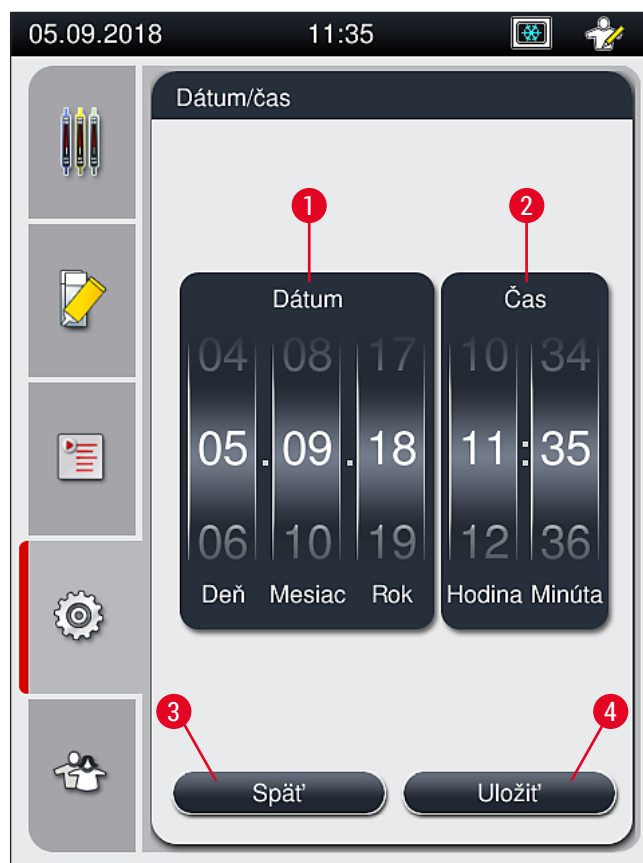 05.09.2018 11:35
Dátum/čas
1 2
Dátum Čas
04 08 17 10 34
05 . 09 . 18 11 : 35
06 10 19 12 36
Deň Mesiac Rok Hodina Minúta
3 4
Späť Uložiť